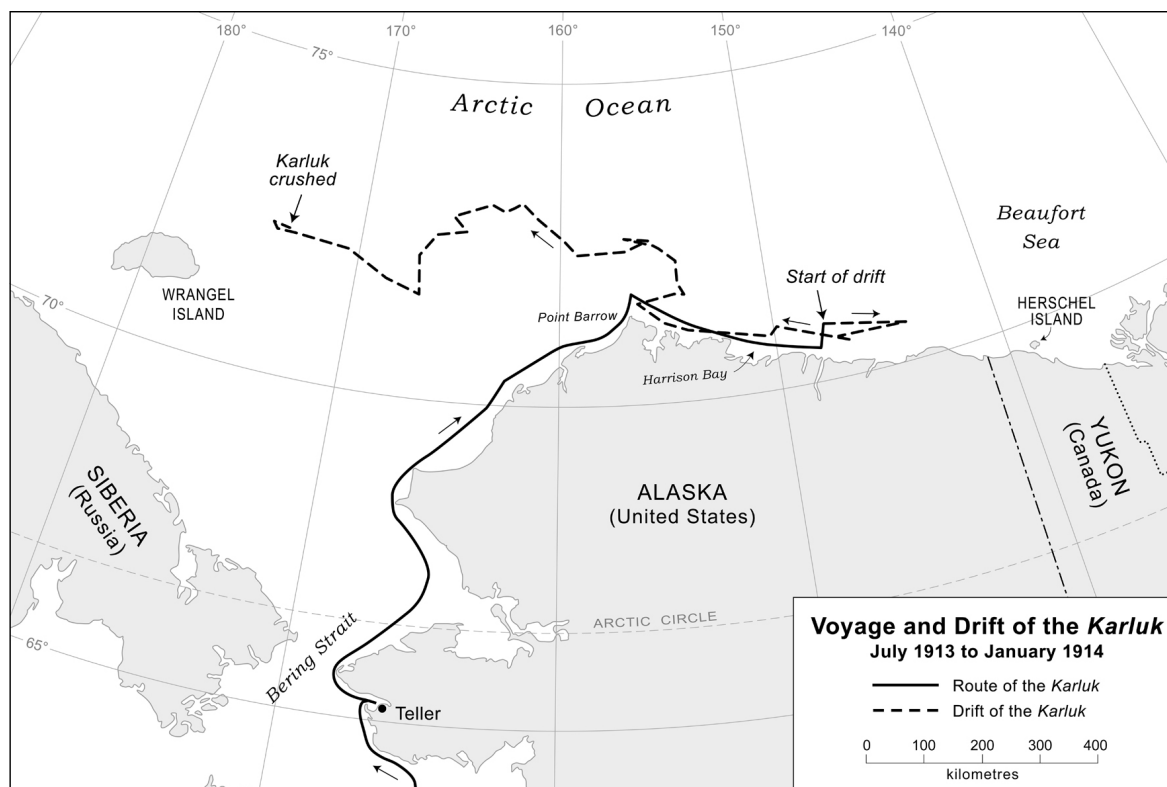 180°
170°
160°
150°
140°
75°
Arctic Ocean
Karluk
crushed
Beaufort
Sea
Start of drift
WRANGEL
ISLAND
70°
HERSCHEL
ISLAND
Point Barrow
Harrison Bay
SIBERIA
(Russia)
ALASKA
(United States)
YUKON
(Canada)
ARCTIC CIRCLE
Bering Strait
65°
Teller
Voyage and Drift of the Karluk
July 1913 to January 1914
Route of the Karluk
Drift of the Karluk
0 100 200 300 400
kilometres